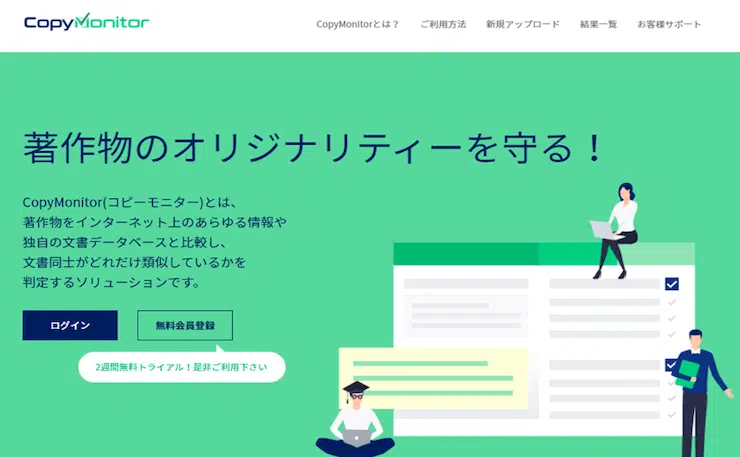 CopyMonitor
CopyMonitorとは？ ご利用方法 新規アップロード 結果一覧 お客様サポート
著作物のオリジナリティーを守る！
CopyMonitor(コピーモニター)とは、
著作物をインターネット上のあらゆる情報や
独自の文書データベースと比較し、
文書同士がどれだけ類似しているかを
判定するソリューションです。
ログイン 無料会員登録
2週間無料トライアル！是非ご利用下さい